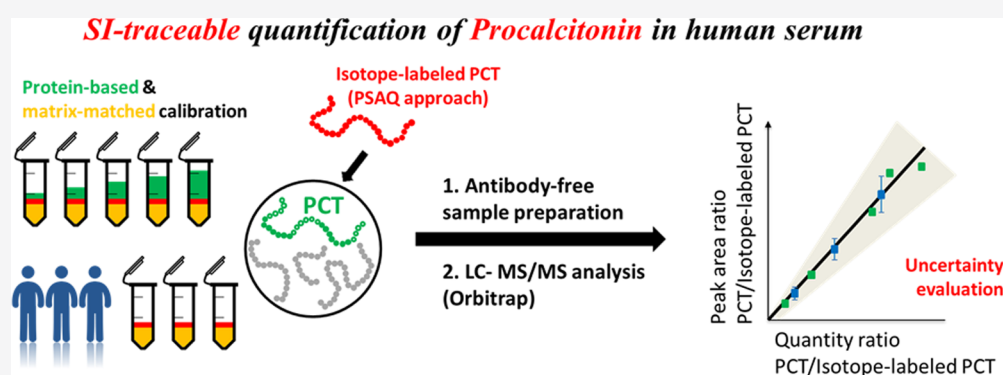 SI-traceable quantification of Procalcitonin in human serum
Protein-based &
matrix-matched calibration
Isotope-labeled PCT
(PSAQ approach)
PCT
1. Antibody-free
sample preparation
2. LC- MS/MS analysis
(Orbitrap)
Peak area ratio
PCT/Isotope-labeled PCT
Uncertainty
evaluation
Quantity ratio
PCT/Isotope-labeled PCT